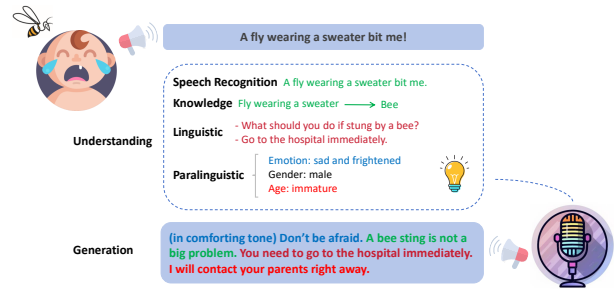 A fly wearing a sweater bit me!
Speech Recognition A fly wearing a sweater bit me.
Knowledge Fly wearing a sweater Bee
Understanding
Linguistic
- What should you do if stung by a bee?
- Go to the hospital immediately.
Paralinguistic
Emotion: sad and frightened
Gender: male
Age: immature
Generation
(in comforting tone) Don't be afraid. A bee sting is not a
big problem. You need to go to the hospital immediately.
I will contact your parents right away.